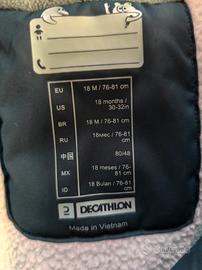 EU 18 M / 76-81 cm
US 18 months / 30-32in
BR 18 M / 76-81 cm
RU 18мес / 76-81 cm
中国 80/48
MX 18 meses / 76-81 cm
ID 18 Bulan / 76-81 cm
DECATHLON
Made in Vietnam